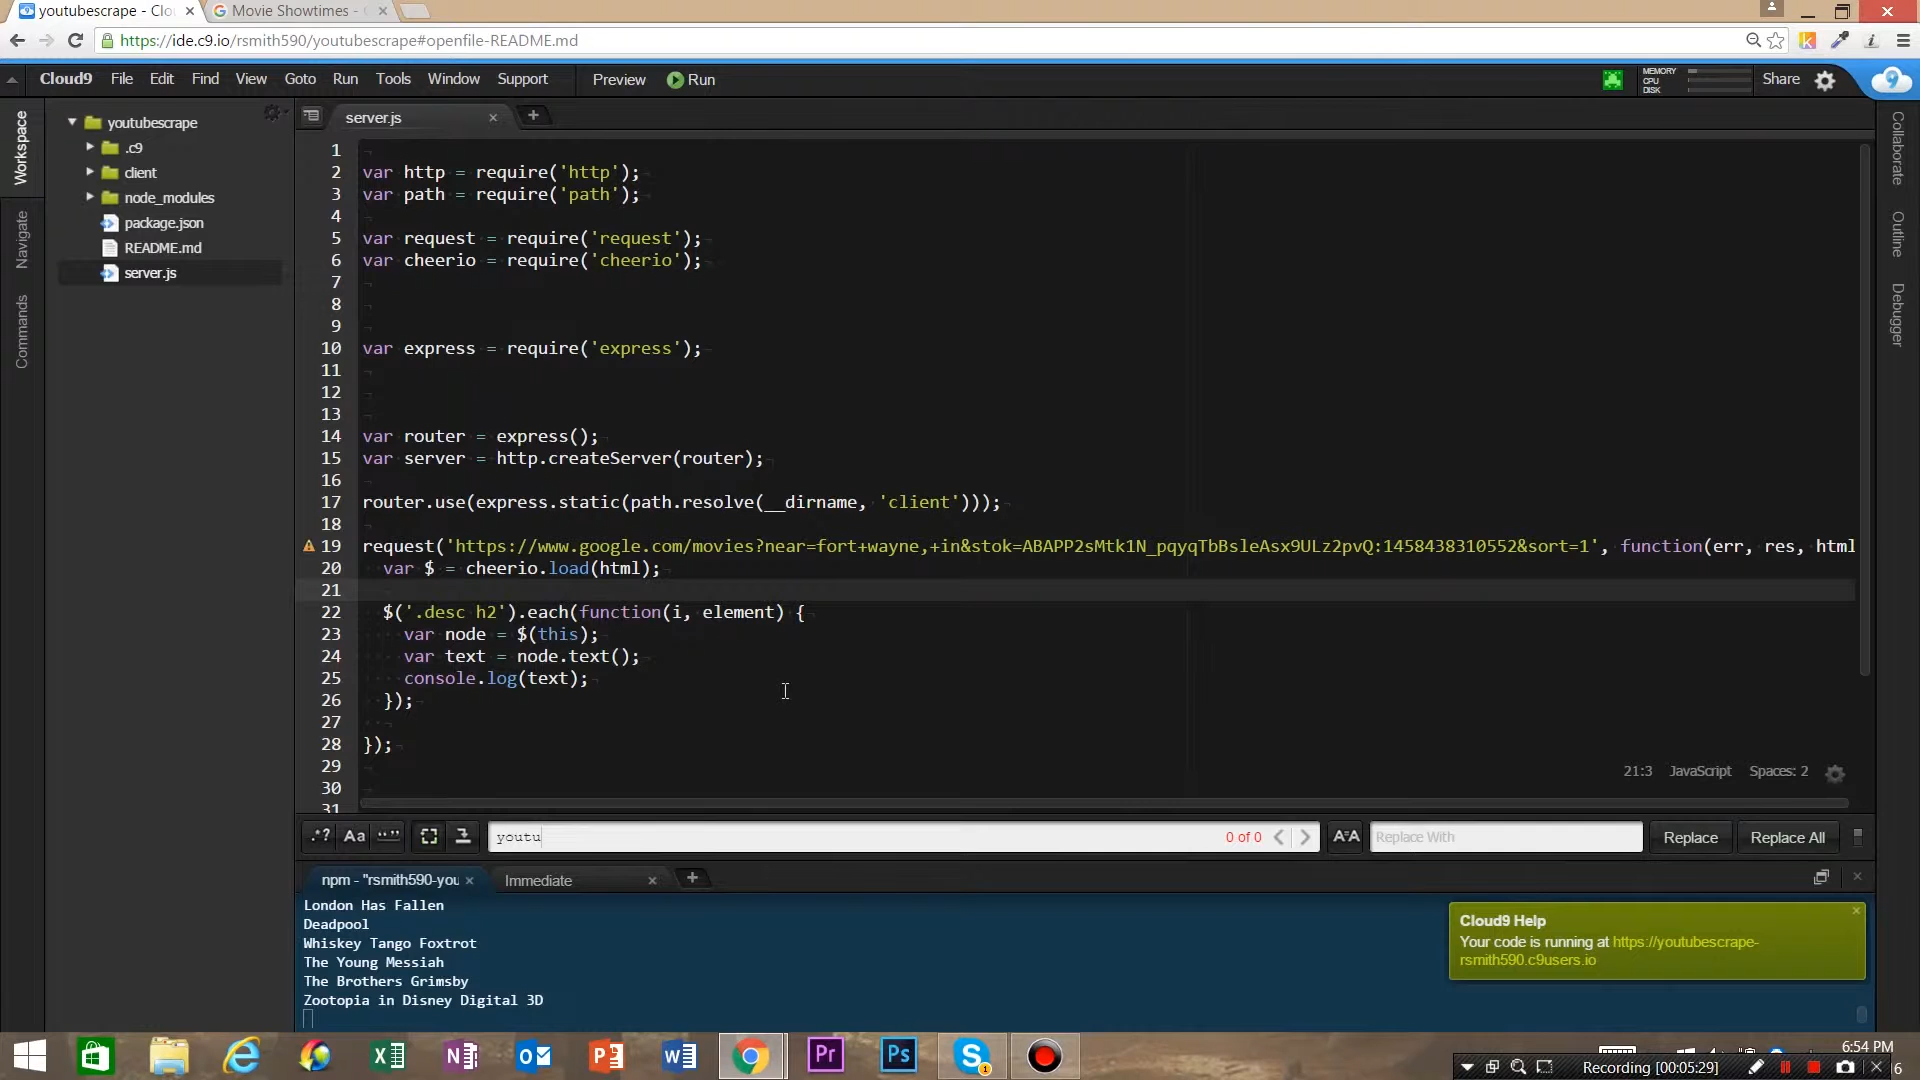 youtubescrape - Clo
Movie Showtimes -
https://ide.c9.io/rsmith590/youtubescrape#openfile-README.md
Cloud9 File Edit Find View Goto Run Tools Window Support Preview Run
MEMORY
CPU
DISK
Share
Workspace
Navigate
Commands
youtubescrape
.c9
client
node_modules
package.json
README.md
server.js
server.js
1
2 var http = require('http');
3 var path = require('path');
4
5 var request = require('request');
6 var cheerio = require('cheerio');
7
8
9
10 var express = require('express');
11
12
13
14 var router = express();
15 var server = http.createServer(router);
16
17 router.use(express.static(path.resolve(__dirname, 'client')));
18
19 request('https://www.google.com/movies?near=fort+wayne,+in&stok=ABAPP2sMtk1N_pqyqTbBsleAsx9ULz2pvQ:1458438310552&sort=1', function(err, res, html
20 var $ = cheerio.load(html);
21
22 $('.desc h2').each(function(i, element) {
23 var node = $(this);
24 var text = node.text();
25 console.log(text);
26 });
27
28 });
29
30
31
21:3 JavaScript Spaces: 2
Collaborate
Outline
Debugger
.*? Aa "" youtu 0 of 0 AA Replace With Replace Replace All
npm - "rsmith590-you
Immediate
London Has Fallen
Deadpool
Whiskey Tango Foxtrot
The Young Messiah
The Brothers Grimsby
Zootopia in Disney Digital 3D
Cloud9 Help
Your code is running at https://youtubescrape-
rsmith590.c9users.io
6:54 PM
Recording [00:05:29]
6